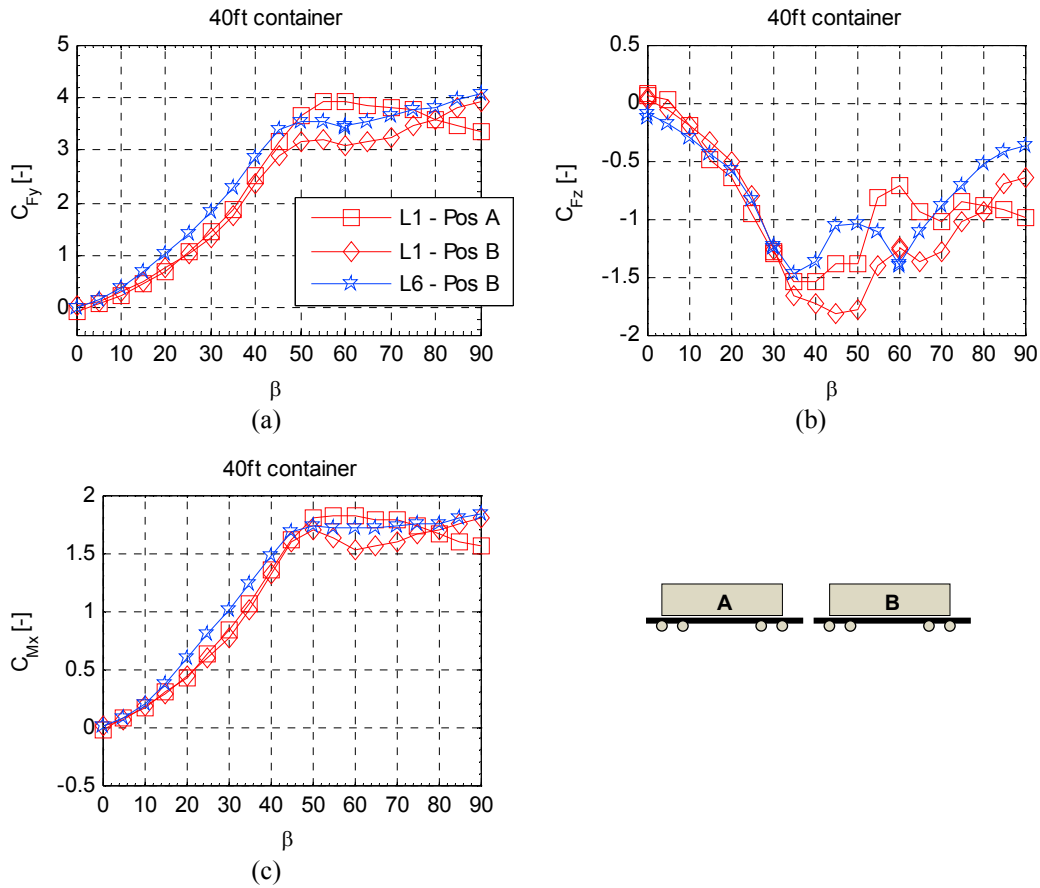 40ft container
5
4
3
2
1
0
C_Fy [-]
L1 - Pos A
L1 - Pos B
L6 - Pos B
0 10 20 30 40 50 60 70 80 90
β
(a)
40ft container
0.5
0
-0.5
-1
-1.5
-2
C_Fz [-]
0 10 20 30 40 50 60 70 80 90
β
(b)
40ft container
2
1.5
1
0.5
0
-0.5
C_Mx [-]
0 10 20 30 40 50 60 70 80 90
β
(c)
A B